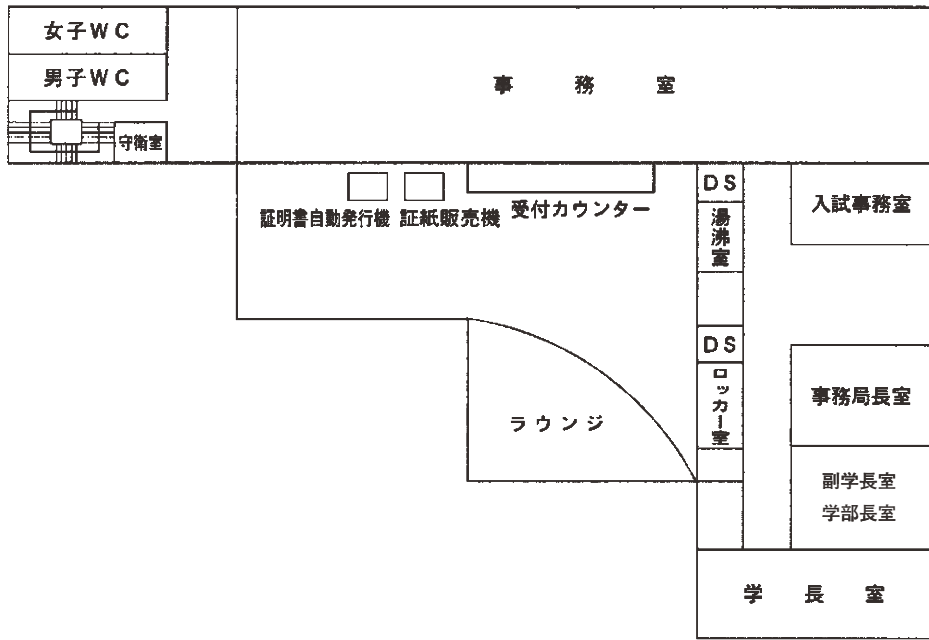 女子WC
男子WC
守衛室
事務室
証明書自動発行機
証紙販売機
受付カウンター
DS
湯沸室
入試事務室
DS
ロッカー室
事務局長室
ラウンジ
副学長室
学部長室
学長室